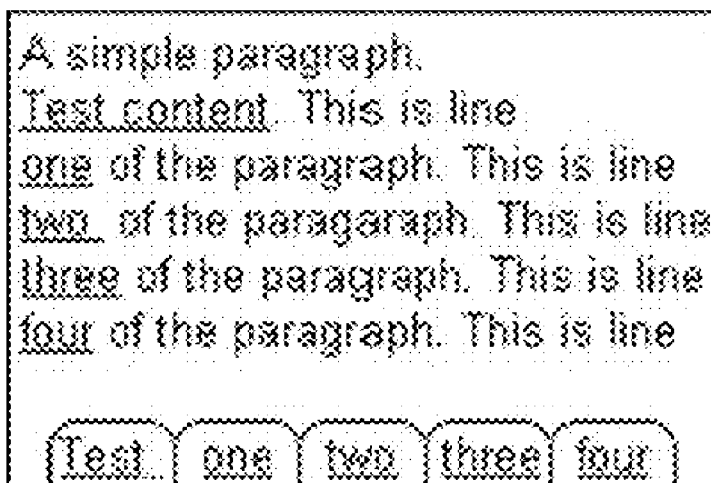 A simple paragraph.
Test content. This is line
one of the paragraph. This is line
two of the paragaraph. This is line
three of the paragraph. This is line
four of the paragraph. This is line
Test one two three four